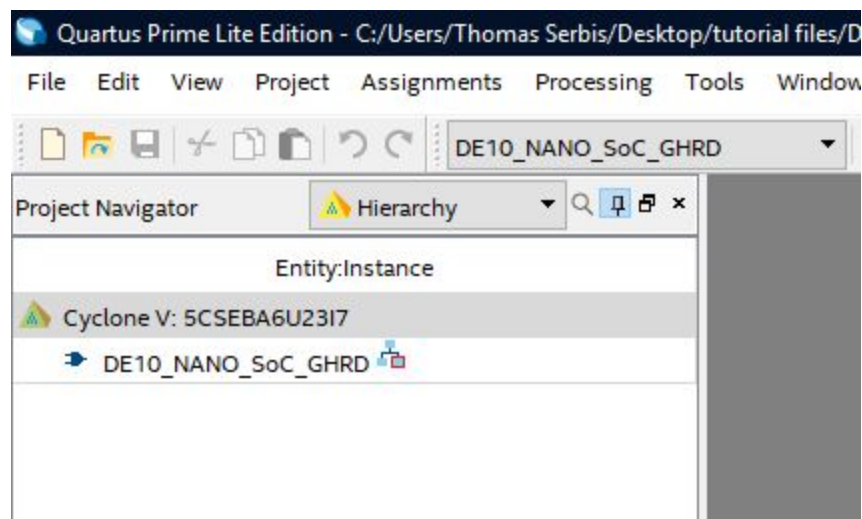 Quartus Prime Lite Edition - C:/Users/Thomas Serbis/Desktop/tutorial files/D
File Edit View Project Assignments Processing Tools Window
DE10_NANO_SoC_GHRD
Project Navigator Hierarchy
Entity:Instance
Cyclone V: 5CSEBA6U23I7
DE10_NANO_SoC_GHRD